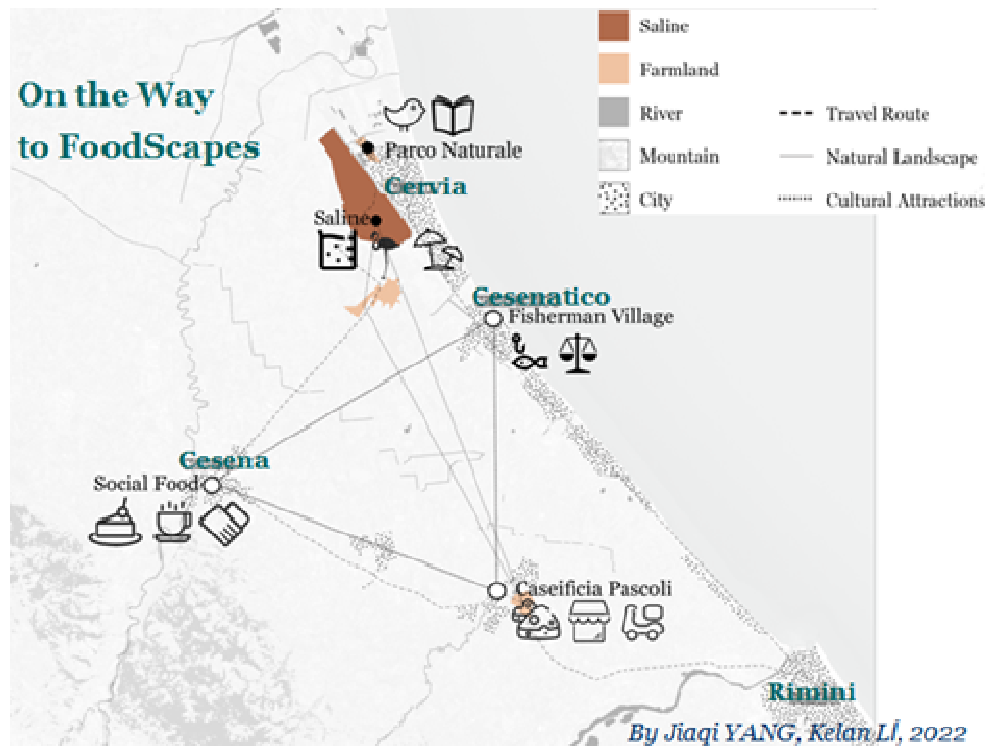 On the Way
to FoodScapes
Saline
Farmland
River
Mountain
City
Travel Route
Natural Landscape
Cultural Attractions
Parco Naturale
Cervia
Saline
Cesenatico
Fisherman Village
Cesena
Social Food
Caseificia Pascoli
Rimini
By Jiaqi YANG, Kelan LI, 2022